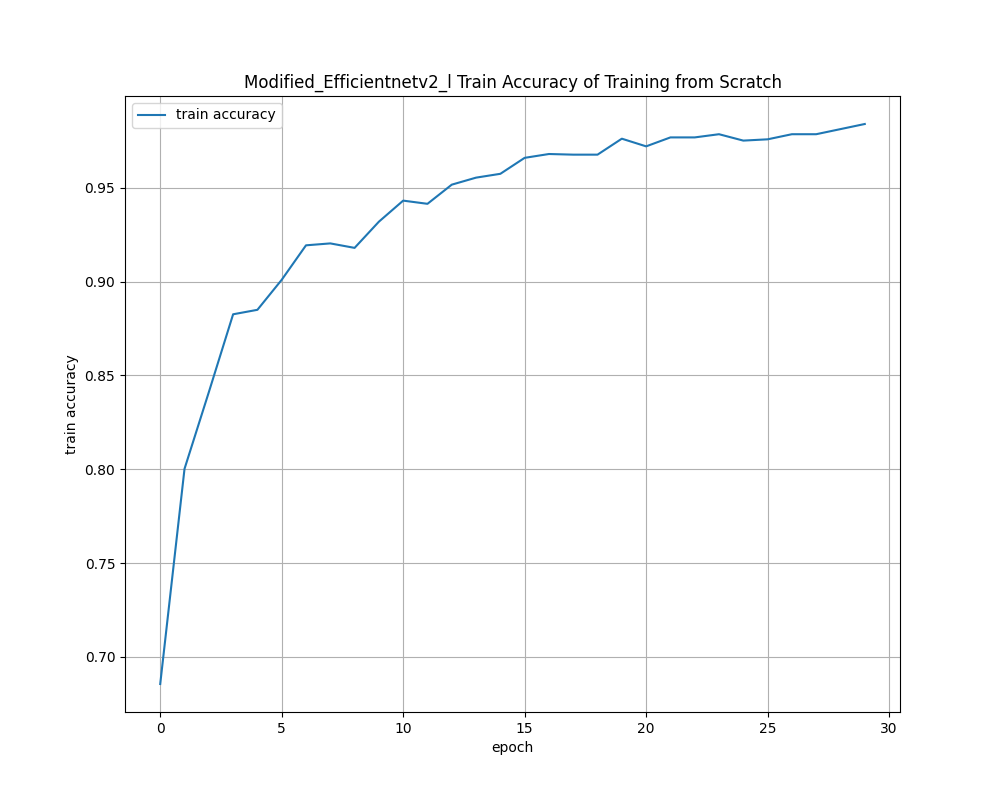 Modified_Efficientnetv2_l Train Accuracy of Training from Scratch
train accuracy
0.95
0.90
0.85
0.80
0.75
0.70
train accuracy
0 5 10 15 20 25 30
epoch